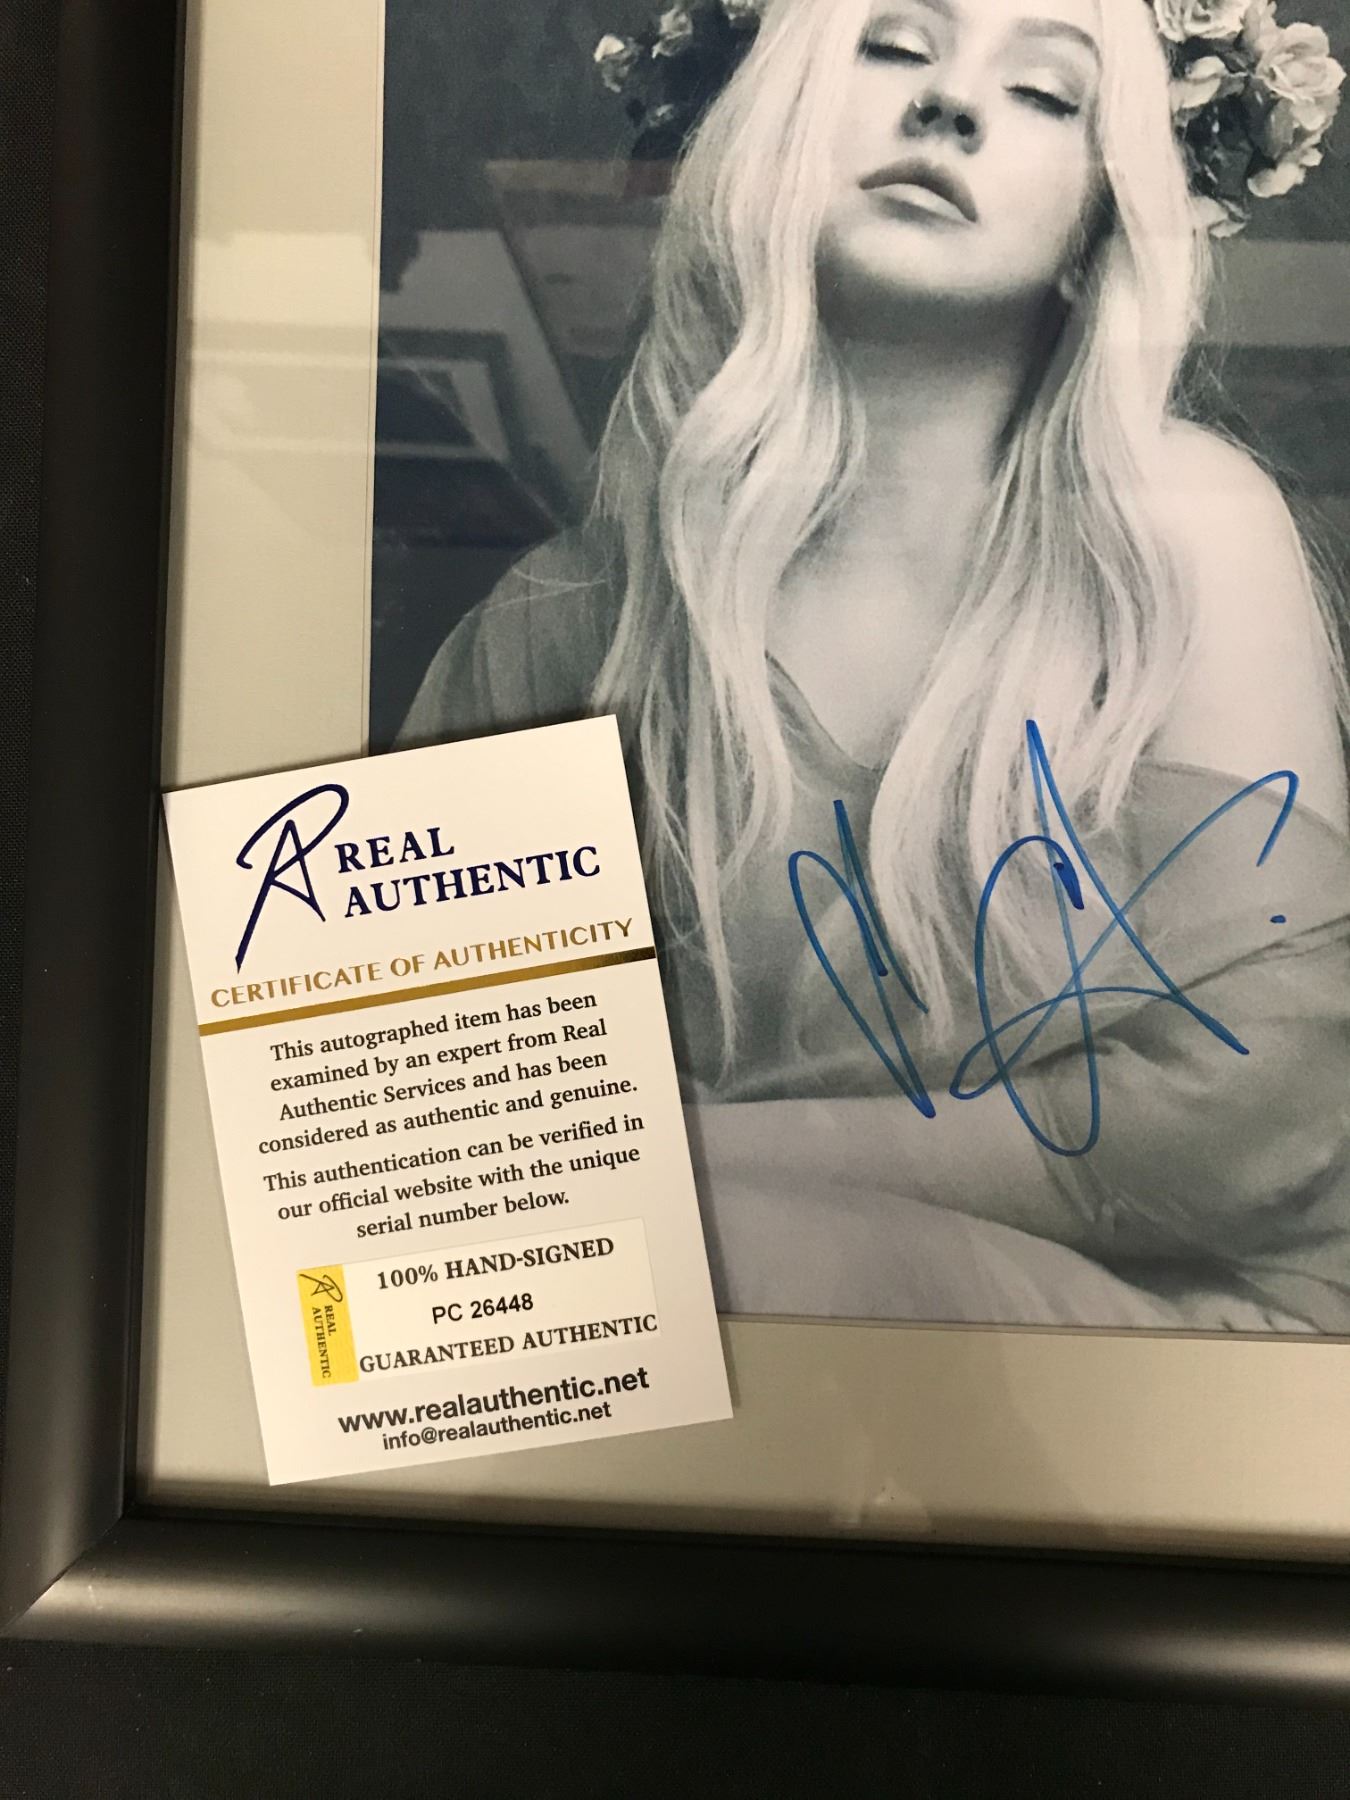 REAL
AUTHENTIC
CERTIFICATE OF AUTHENTICITY
This autographed item has been
examined by an expert from Real
Authentic Services and has been
considered as authentic and genuine.
This authentication can be verified in
our official website with the unique
serial number below.
REAL
AUTHENTIC
100% HAND-SIGNED
PC 26448
GUARANTEED AUTHENTIC
www.realauthentic.net
info@realauthentic.net